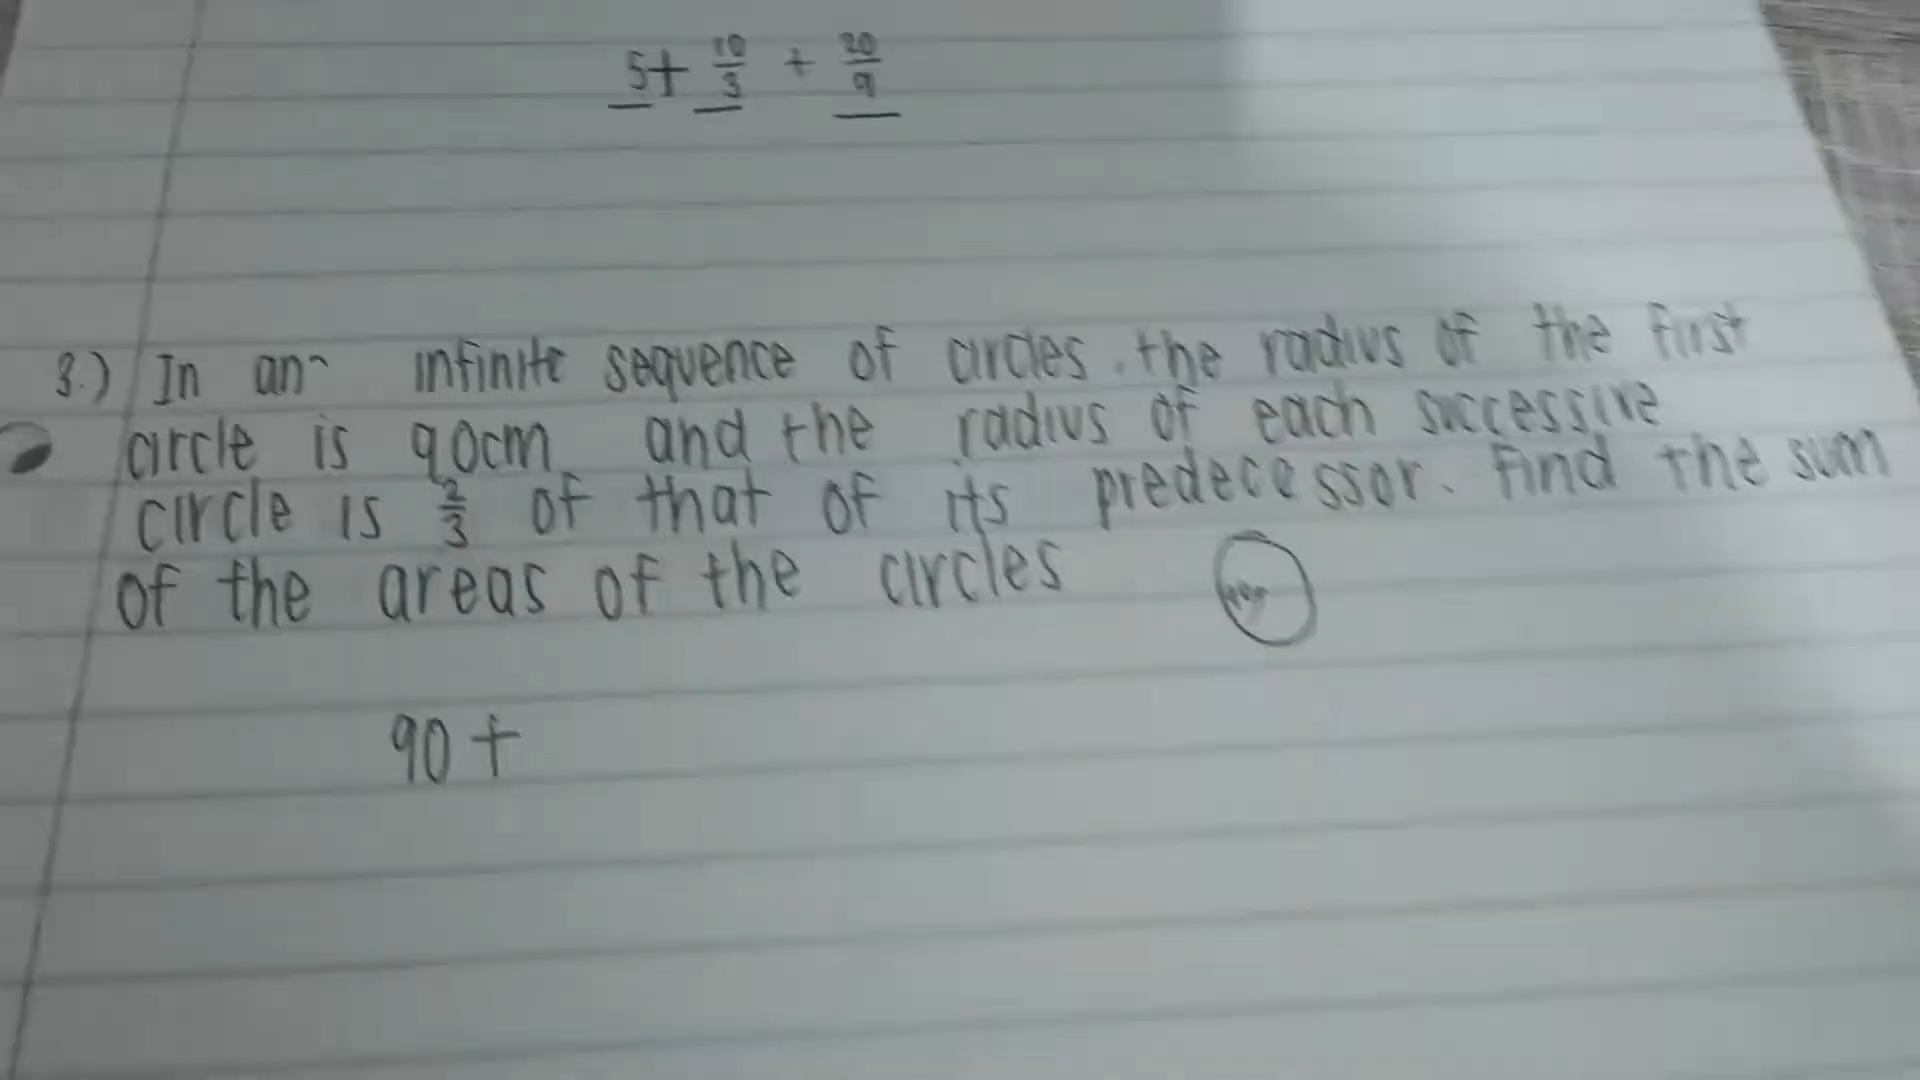 5 + 10/3 + 20/9
3.) In an infinite sequence of circles. the radius of the first
circle is 90cm and the radius of each successive
circle is 2/3 of that of its predecessor. Find the sum
of the areas of the circles
90 +